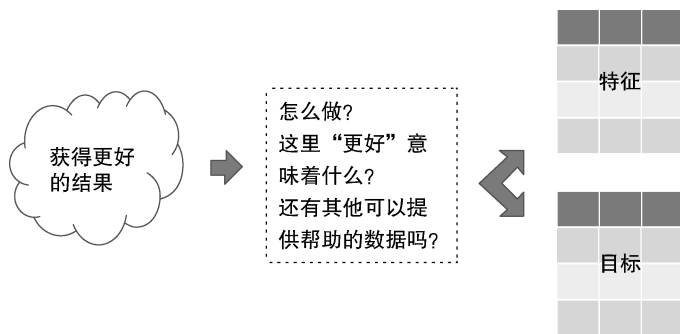 获得更好
的结果
怎么做?
这里“更好”意
味着什么?
还有其他可以提
供帮助的数据吗?
特征
目标